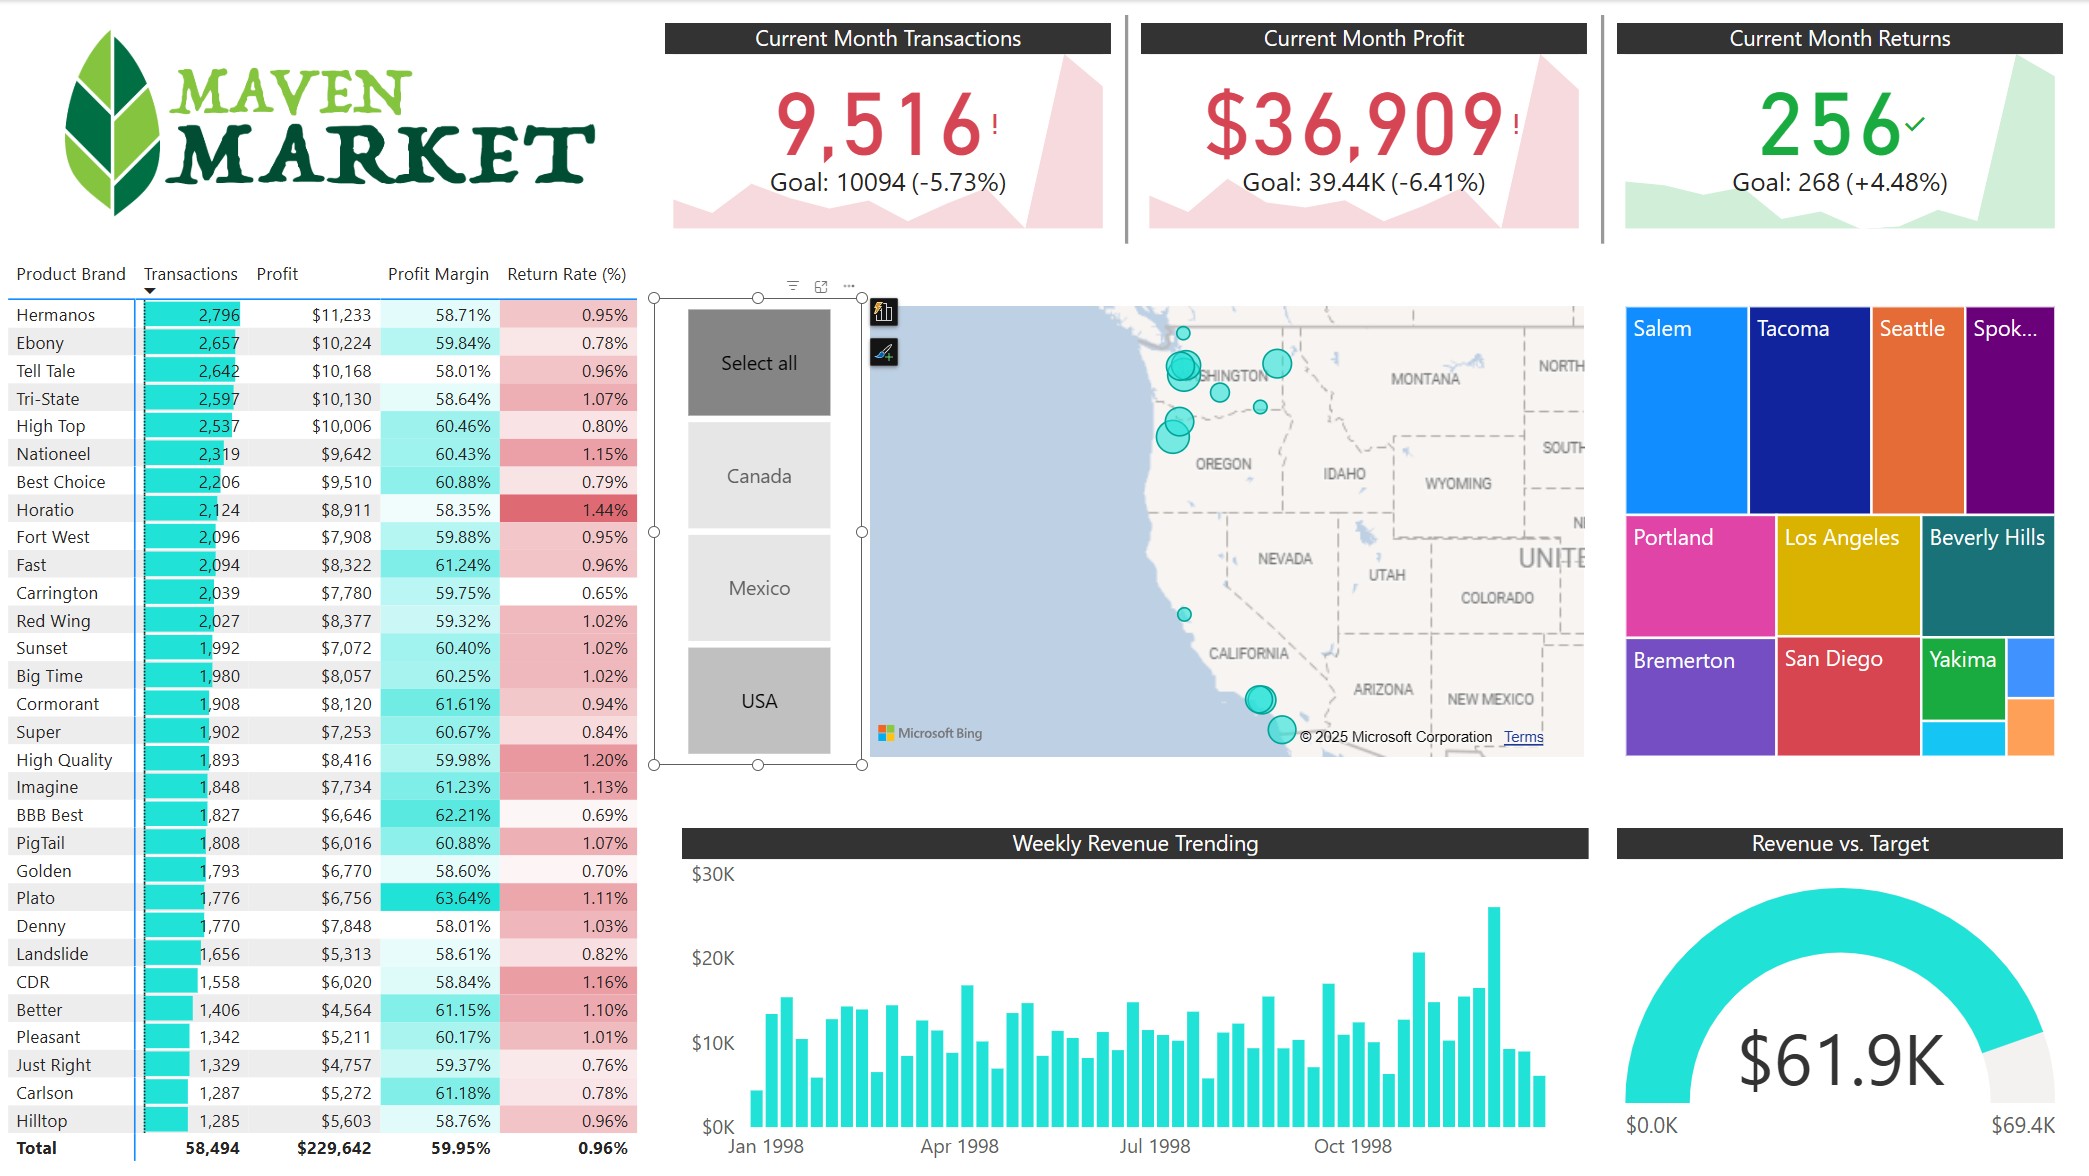 MAVEN
MARKET
Current Month Transactions
9,516!
Goal: 10094 (-5.73%)
Current Month Profit
$36,909!
Goal: 39.44K (-6.41%)
Current Month Returns
256
Goal: 268 (+4.48%)
Product Brand Transactions Profit Profit Margin Return Rate (%)
Hermanos 2,796 $11,233 58.71% 0.95%
Ebony 2,657 $10,224 59.84% 0.78%
Tell Tale 2,642 $10,168 58.01% 0.96%
Tri-State 2,597 $10,130 58.64% 1.07%
High Top 2,537 $10,006 60.46% 0.80%
Nationeel 2,319 $9,642 60.43% 1.15%
Best Choice 2,206 $9,510 60.88% 0.79%
Horatio 2,124 $8,911 58.35% 1.44%
Fort West 2,096 $7,908 59.88% 0.95%
Fast 2,094 $8,322 61.24% 0.96%
Carrington 2,039 $7,780 59.75% 0.65%
Red Wing 2,027 $8,377 59.32% 1.02%
Sunset 1,992 $7,072 60.40% 1.02%
Big Time 1,980 $8,057 60.25% 1.02%
Cormorant 1,908 $8,120 61.61% 0.94%
Super 1,902 $7,253 60.67% 0.84%
High Quality 1,893 $8,416 59.98% 1.20%
Imagine 1,848 $7,734 61.23% 1.13%
BBB Best 1,827 $6,646 62.21% 0.69%
PigTail 1,808 $6,016 60.88% 1.07%
Golden 1,793 $6,770 58.60% 0.70%
Plato 1,776 $6,756 63.64% 1.11%
Denny 1,770 $7,848 58.01% 1.03%
Landslide 1,656 $5,313 58.61% 0.82%
CDR 1,558 $6,020 58.84% 1.16%
Better 1,406 $4,564 61.15% 1.10%
Pleasant 1,342 $5,211 60.17% 1.01%
Just Right 1,329 $4,757 59.37% 0.76%
Carlson 1,287 $5,272 61.18% 0.78%
Hilltop 1,285 $5,603 58.76% 0.96%
Total 58,494 $229,642 59.95% 0.96%
Select all
Canada
Mexico
USA
SHINGTON
MONTANA
NORTH
OREGON
IDAHO
WYOMING
SOUTH
NEVADA
UTAH
COLORADO
UNITE
CALIFORNIA
ARIZONA
NEW MEXICO
Microsoft Bing
© 2025 Microsoft Corporation Terms
Salem
Tacoma
Seattle
Spok...
Portland
Los Angeles
Beverly Hills
Bremerton
San Diego
Yakima
Weekly Revenue Trending
$30K
$20K
$10K
$0K
Jan 1998 Apr 1998 Jul 1998 Oct 1998
Revenue vs. Target
$61.9K
$0.0K $69.4K